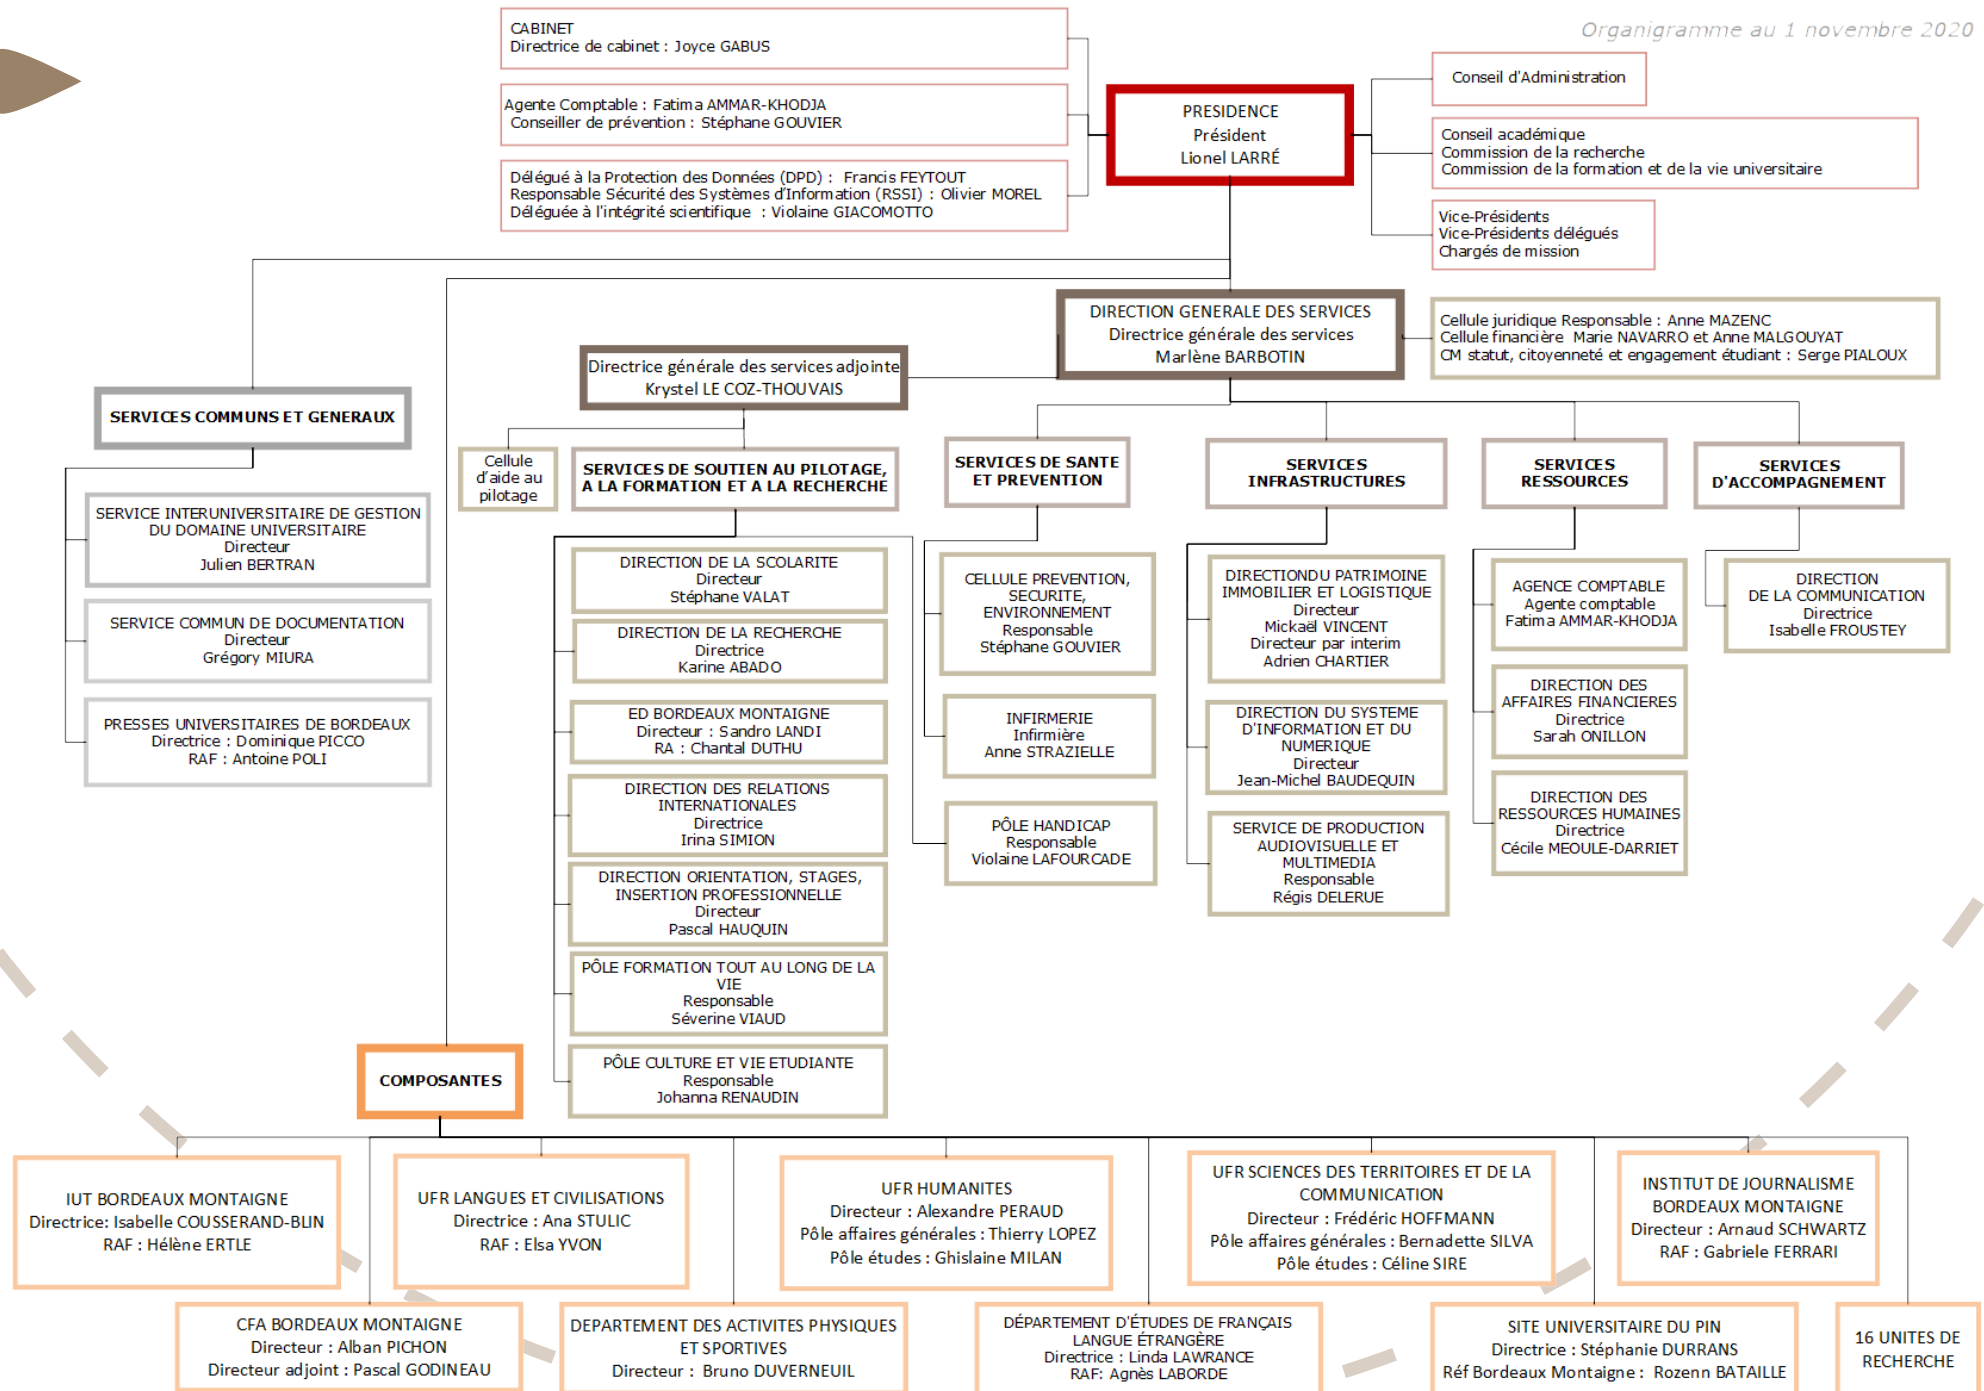 Organigramme au 1 novembre 2020
CABINET
Directrice de cabinet : Joyce GABUS
Agente Comptable : Fatima AMMAR-KHODJA
Conseiller de prévention : Stéphane GOUVIER
Délégué à la Protection des Données (DPD) : Francis FEYTOUT
Responsable Sécurité des Systèmes d'Information (RSSI) : Olivier MOREL
Déléguée à l'intégrité scientifique : Violaine GIACOMOTTO
PRESIDENCE
Président
Lionel LARRÉ
Conseil d'Administration
Conseil académique
Commission de la recherche
Commission de la formation et de la vie universitaire
Vice-Présidents
Vice-Présidents délégués
Chargés de mission
DIRECTION GENERALE DES SERVICES
Directrice générale des services
Marlène BARBOTIN
Cellule juridique Responsable : Anne MAZENC
Cellule financière Marie NAVARRO et Anne MALGOUYAT
CM statut, citoyenneté et engagement étudiant : Serge PIALOUX
Directrice générale des services adjointe
Krystel LE COZ-THOUVAIS
SERVICES COMMUNS ET GENERAUX
SERVICE INTERUNIVERSITAIRE DE GESTION
DU DOMAINE UNIVERSITAIRE
Directeur
Julien BERTRAN
SERVICE COMMUN DE DOCUMENTATION
Directeur
Grégory MIURA
PRESSES UNIVERSITAIRES DE BORDEAUX
Directrice : Dominique PICCO
RAF : Antoine POLI
Cellule
d'aide au
pilotage
SERVICES DE SOUTIEN AU PILOTAGE,
A LA FORMATION ET A LA RECHERCHE
DIRECTION DE LA SCOLARITE
Directeur
Stéphane VALAT
DIRECTION DE LA RECHERCHE
Directrice
Karine ABADO
ED BORDEAUX MONTAIGNE
Directeur : Sandro LANDI
RA : Chantal DUTHU
DIRECTION DES RELATIONS
INTERNATIONALES
Directrice
Irina SIMION
DIRECTION ORIENTATION, STAGES,
INSERTION PROFESSIONNELLE
Directeur
Pascal HAUQUIN
PÔLE FORMATION TOUT AU LONG DE LA
VIE
Responsable
Séverine VIAUD
PÔLE CULTURE ET VIE ETUDIANTE
Responsable
Johanna RENAUDIN
SERVICES DE SANTE
ET PREVENTION
CELLULE PREVENTION,
SECURITE,
ENVIRONNEMENT
Responsable
Stéphane GOUVIER
INFIRMERIE
Infirmière
Anne STRAZIELLE
PÔLE HANDICAP
Responsable
Violaine LAFOURCADE
SERVICES
INFRASTRUCTURES
DIRECTIONDU PATRIMOINE
IMMOBILIER ET LOGISTIQUE
Directeur
Mickaël VINCENT
Directeur par interim
Adrien CHARTIER
DIRECTION DU SYSTEME
D'INFORMATION ET DU
NUMERIQUE
Directeur
Jean-Michel BAUDEQUIN
SERVICE DE PRODUCTION
AUDIOVISUELLE ET
MULTIMEDIA
Responsable
Régis DELERUE
SERVICES
RESSOURCES
AGENCE COMPTABLE
Agente comptable
Fatima AMMAR-KHODJA
DIRECTION DES
AFFAIRES FINANCIERES
Directrice
Sarah ONILLON
DIRECTION DES
RESSOURCES HUMAINES
Directrice
Cécile MEOULE-DARRIET
SERVICES
D'ACCOMPAGNEMENT
DIRECTION
DE LA COMMUNICATION
Directrice
Isabelle FROUSTEY
COMPOSANTES
IUT BORDEAUX MONTAIGNE
Directrice: Isabelle COUSSERAND-BLIN
RAF : Hélène ERTLE
UFR LANGUES ET CIVILISATIONS
Directrice : Ana STULIC
RAF : Elsa YVON
UFR HUMANITES
Directeur : Alexandre PERAUD
Pôle affaires générales : Thierry LOPEZ
Pôle études : Ghislaine MILAN
UFR SCIENCES DES TERRITOIRES ET DE LA
COMMUNICATION
Directeur : Frédéric HOFFMANN
Pôle affaires générales : Bernadette SILVA
Pôle études : Céline SIRE
INSTITUT DE JOURNALISME
BORDEAUX MONTAIGNE
Directeur : Arnaud SCHWARTZ
RAF : Gabriele FERRARI
CFA BORDEAUX MONTAIGNE
Directeur : Alban PICHON
Directeur adjoint : Pascal GODINEAU
DEPARTEMENT DES ACTIVITES PHYSIQUES
ET SPORTIVES
Directeur : Bruno DUVERNEUIL
DÉPARTEMENT D'ÉTUDES DE FRANÇAIS
LANGUE ÉTRANGÈRE
Directrice : Linda LAWRANCE
RAF: Agnès LABORDE
SITE UNIVERSITAIRE DU PIN
Directrice : Stéphanie DURRANS
Réf Bordeaux Montaigne : Rozenn BATAILLE
16 UNITES DE
RECHERCHE